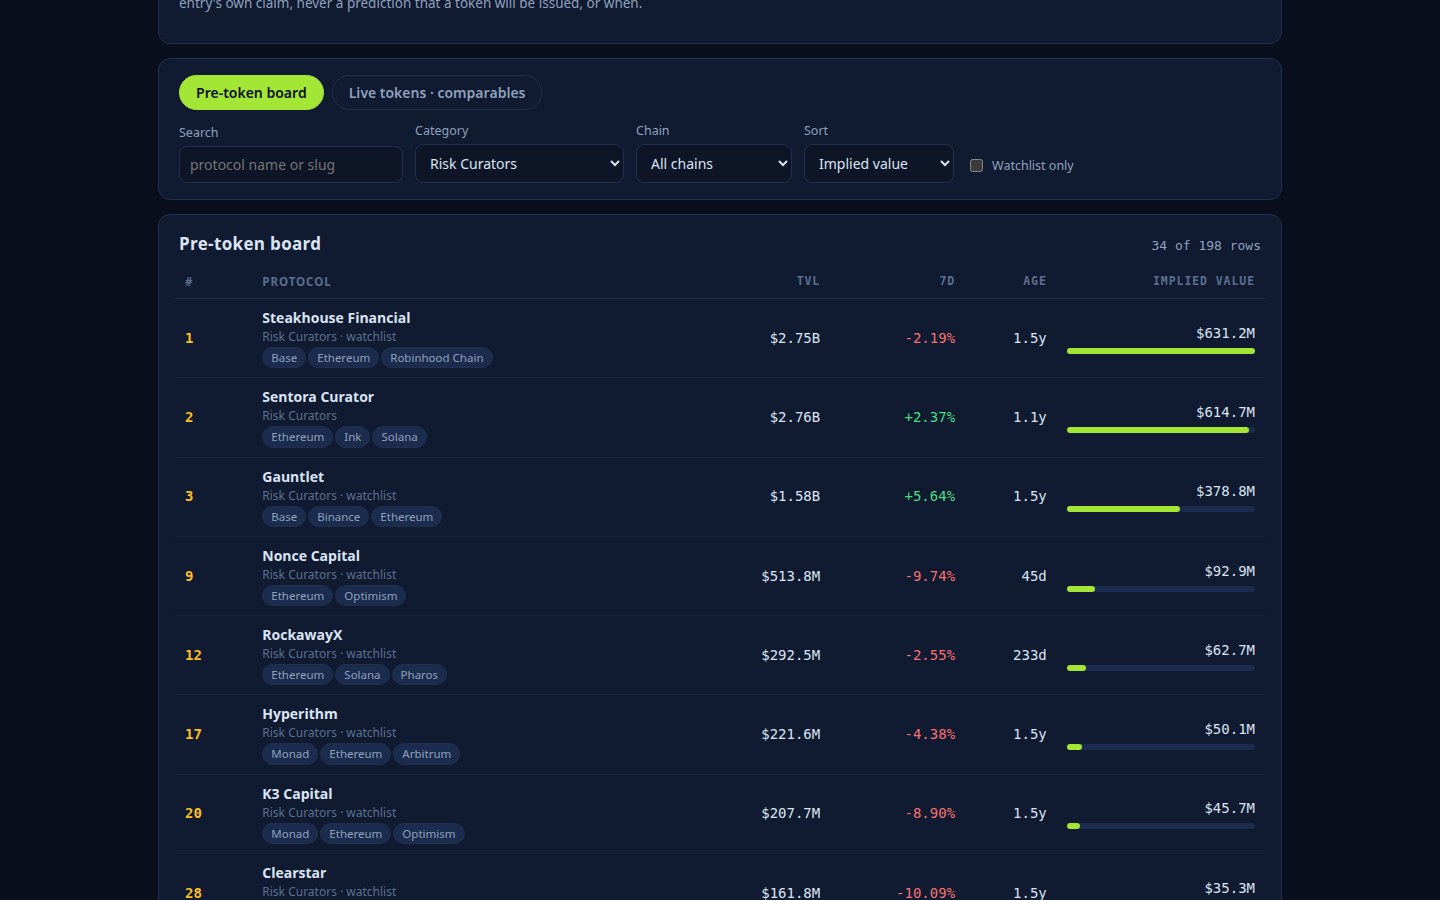 entry's own claim, never a prediction that a token will be issued, or when.
Pre-token board
Live tokens · comparables
Search
Category
Chain
Sort
protocol name or slug
Risk Curators
All chains
Implied value
Watchlist only
Pre-token board
34 of 198 rows
# PROTOCOL TVL 7D AGE IMPLIED VALUE
Steakhouse Financial
1 Risk Curators · watchlist $2.75B -2.19% 1.5y $631.2M
Base Ethereum Robinhood Chain
Sentora Curator
2 Risk Curators $2.76B +2.37% 1.1y $614.7M
Ethereum Ink Solana
Gauntlet
3 Risk Curators · watchlist $1.58B +5.64% 1.5y $378.8M
Base Binance Ethereum
Nonce Capital
9 Risk Curators · watchlist $513.8M -9.74% 45d $92.9M
Ethereum Optimism
RockawayX
12 Risk Curators · watchlist $292.5M -2.55% 233d $62.7M
Ethereum Solana Pharos
Hyperithm
17 Risk Curators · watchlist $221.6M -4.38% 1.5y $50.1M
Monad Ethereum Arbitrum
K3 Capital
20 Risk Curators · watchlist $207.7M -8.90% 1.5y $45.7M
Monad Ethereum Optimism
Clearstar
28 Risk Curators · watchlist $161.8M -10.09% 1.5y $35.3M